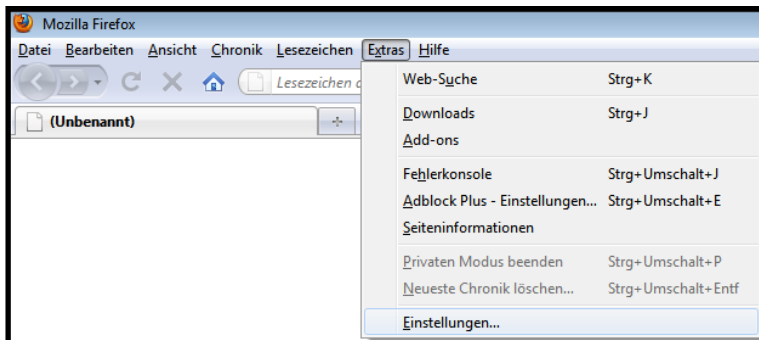 Mozilla Firefox
Datei Bearbeiten Ansicht Chronik Lesezeichen Extras Hilfe
Lesezeichen
(Unbenannt)
Web-Suche Strg+K
Downloads Strg+J
Add-ons
Fehlerkonsole Strg+Umschalt+J
Adblock Plus - Einstellungen... Strg+Umschalt+E
Seiteninformationen
Privaten Modus beenden Strg+Umschalt+P
Neueste Chronik löschen... Strg+Umschalt+Entf
Einstellungen...